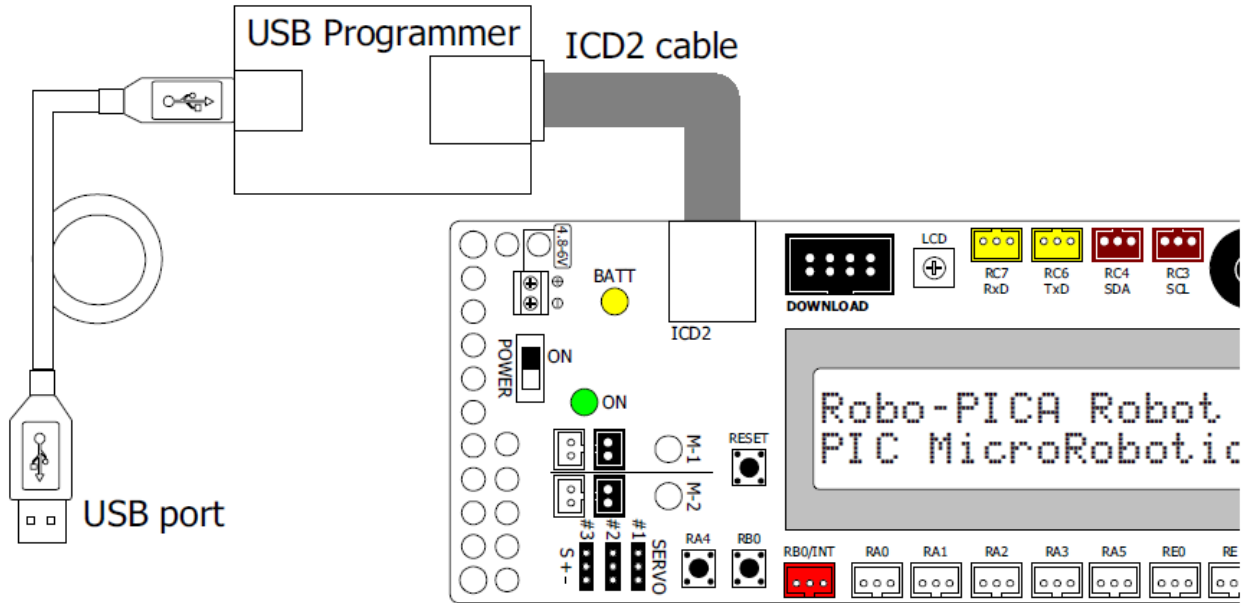 USB Programmer
ICD2 cable
USB port
4.8-6V
BATT
ICD2
DOWNLOAD
LCD
RC7
RxD
RC6
TxD
RC4
SDA
RC3
SCL
POWER
ON
ON
Robo-PICA Robot
PIC MicroRobotic
M-1
M-2
RESET
#3
#2
#1
S+-
SERVO
RA4
RB0
RB0/INT
RA0
RA1
RA2
RA3
RA5
RE0
RE